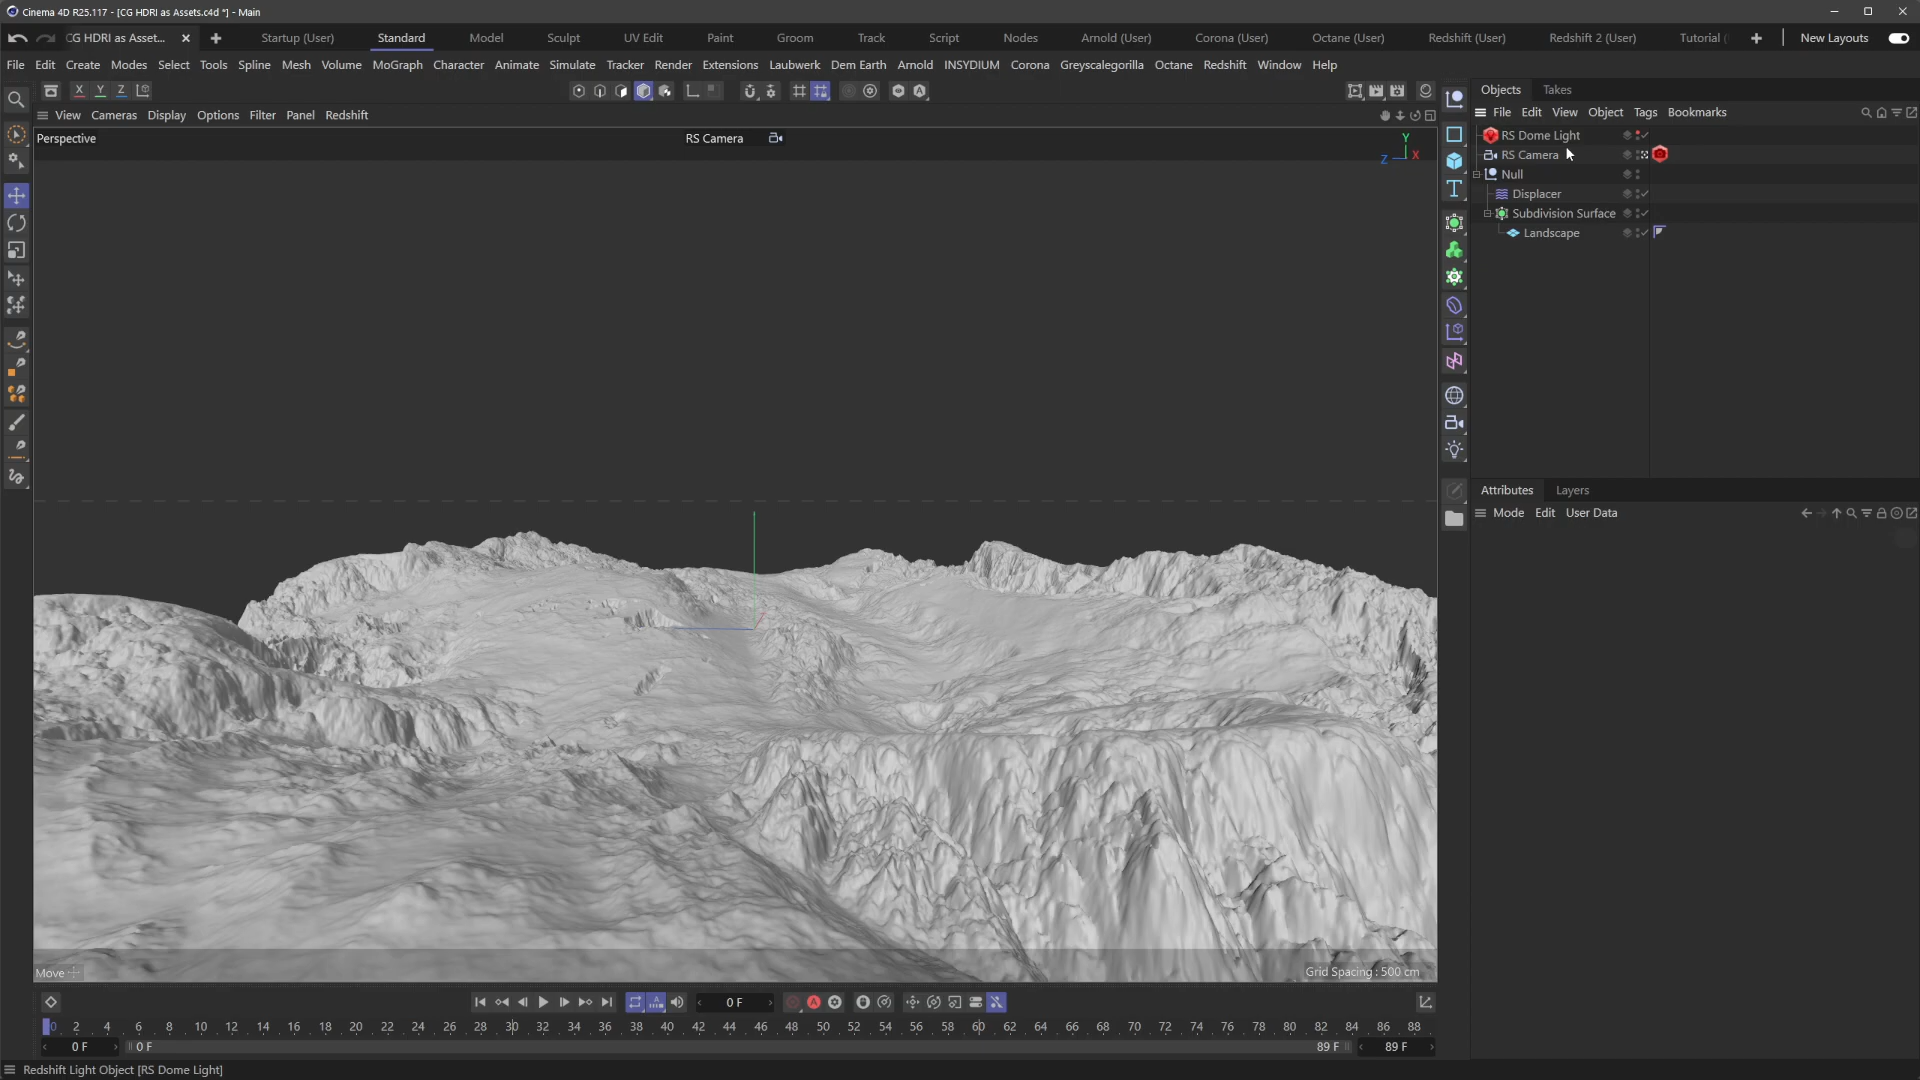 Cinema 4D R25.117 - [CG HDRI as Assets.c4d *] - Main
CG HDRI as Asset... Startup (User) Standard Model Sculpt UV Edit Paint Groom Track Script Nodes Arnold (User) Corona (User) Octane (User) Redshift (User) Redshift 2 (User) Tutorial ( New Layouts
File Edit Create Modes Select Tools Spline Mesh Volume MoGraph Character Animate Simulate Tracker Render Extensions Laubwerk Dem Earth Arnold INSYDIUM Corona Greyscalegorilla Octane Redshift Window Help
X Y Z
Objects Takes
View Cameras Display Options Filter Panel Redshift
File Edit View Object Tags Bookmarks
Perspective RS Camera
Y
Z X
RS Dome Light
RS Camera
Null
Displacer
Subdivision Surface
Landscape
Attributes Layers
Mode Edit User Data
Move Grid Spacing : 500 cm
0 F
0 2 4 6 8 10 12 14 16 18 20 22 24 26 28 30 32 34 36 38 40 42 44 46 48 50 52 54 56 58 60 62 64 66 68 70 72 74 76 78 80 82 84 86 88
0 F 0 F 89 F 89 F
Redshift Light Object [RS Dome Light]